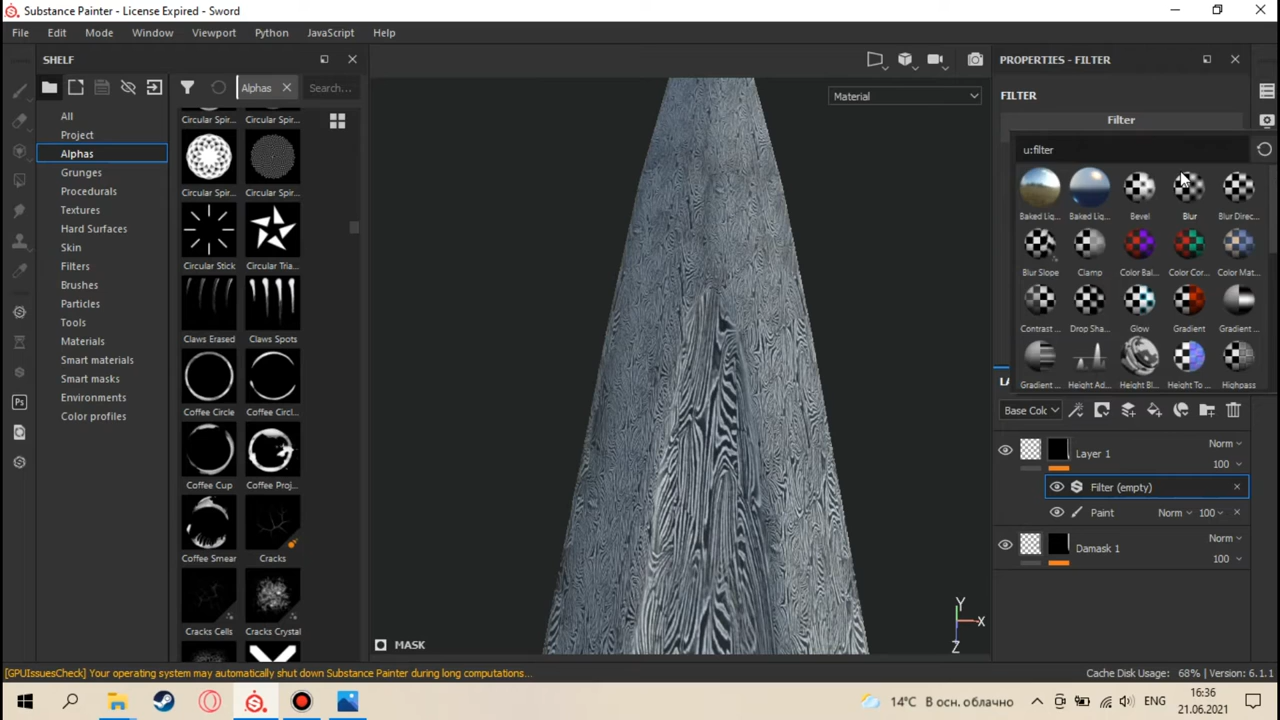 Substance Painter - License Expired - Sword
File Edit Mode Window Viewport Python JavaScript Help
SHELF
Alphas
Search...
All
Project
Alphas
Grunges
Procedurals
Textures
Hard Surfaces
Skin
Filters
Brushes
Particles
Tools
Materials
Smart materials
Smart masks
Environments
Color profiles
Circular Spir... Circular Spir...
Circular Spir... Circular Spir...
Circular Stick Circular Tria...
Claws Erased Claws Spots
Coffee Circle Coffee Circl...
Coffee Cup Coffee Proj...
Coffee Smear Cracks
Cracks Cells Cracks Crystal
Material
MASK
Y
X
Z
PROPERTIES - FILTER
FILTER
Filter
u:filter
Baked Lig... Baked Lig... Bevel Blur Blur Direc...
Blur Slope Clamp Color Bal... Color Cor... Color Mat...
Contrast ... Drop Sha... Glow Gradient Gradient ...
Gradient ... Height Ad... Height Bl... Height To ... Highpass
Base Col
Layer 1 Norm 100
Filter (empty)
Paint Norm 100
Damask 1 Norm 100
[GPUIssuesCheck] Your operating system may automatically shut down Substance Painter during long computations...
Cache Disk Usage: 68% | Version: 6.1.1
Ps
14°C В осн. облачно
ENG
16:36
21.06.2021